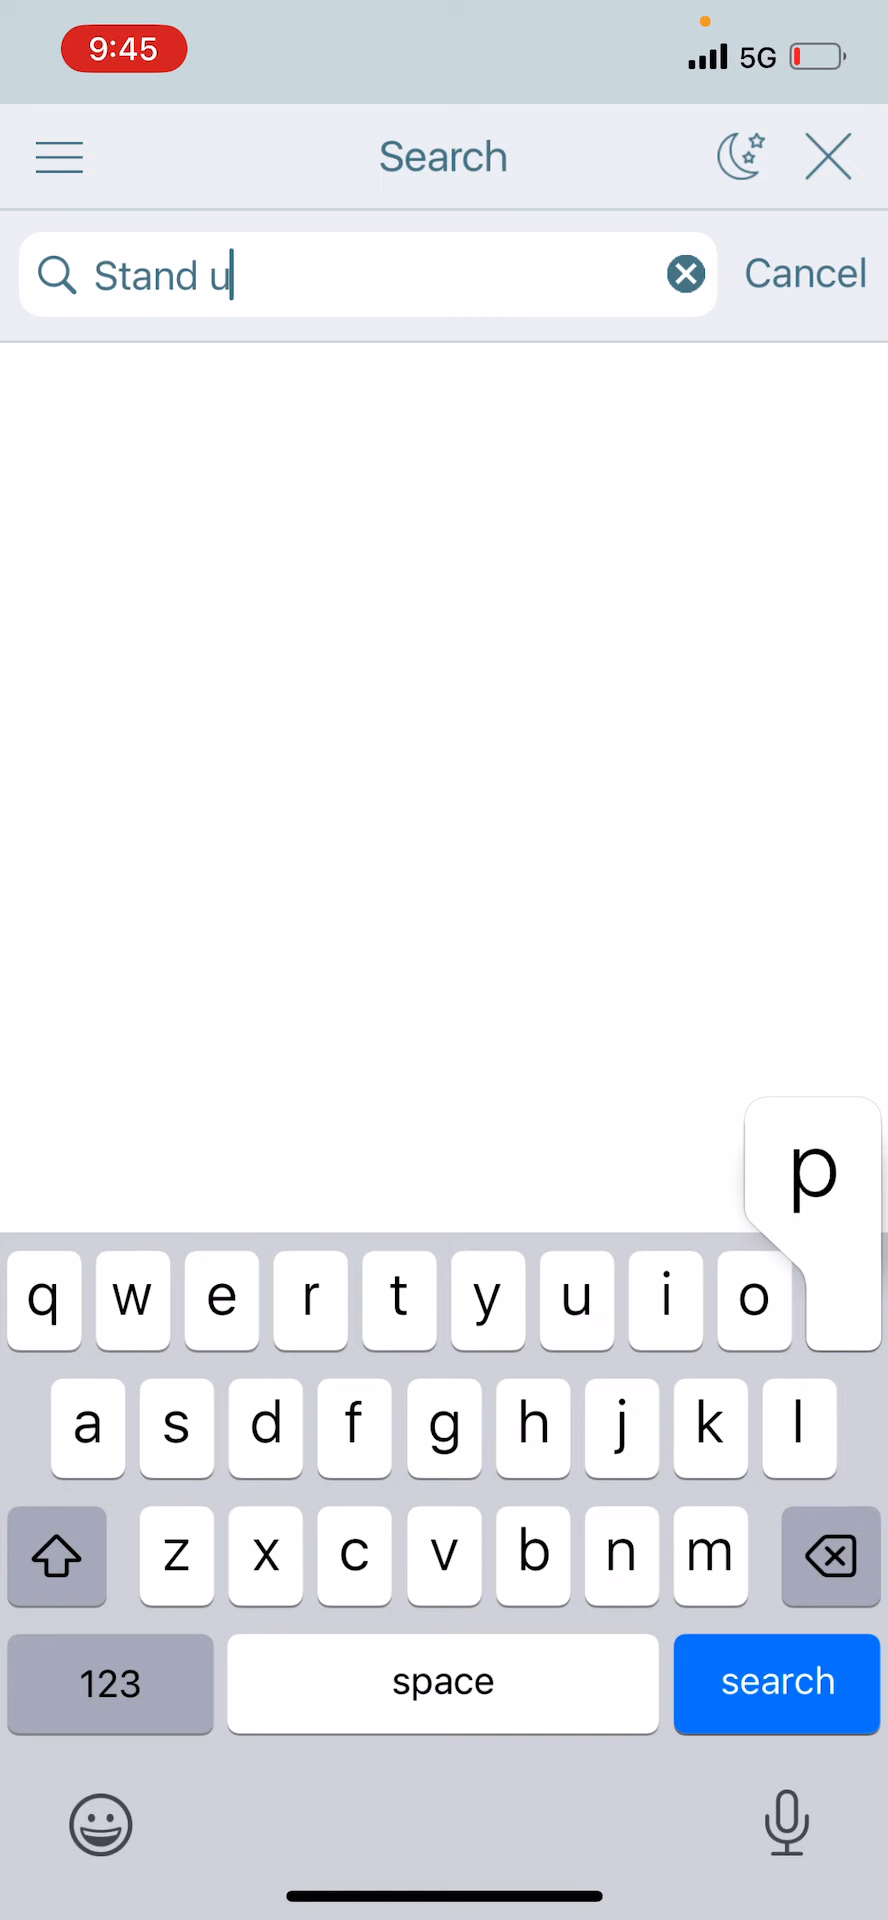 9:45 5G
Search
Stand u Cancel
p
q w e r t y u i o
a s d f g h j k l
z x c v b n m
123 space search